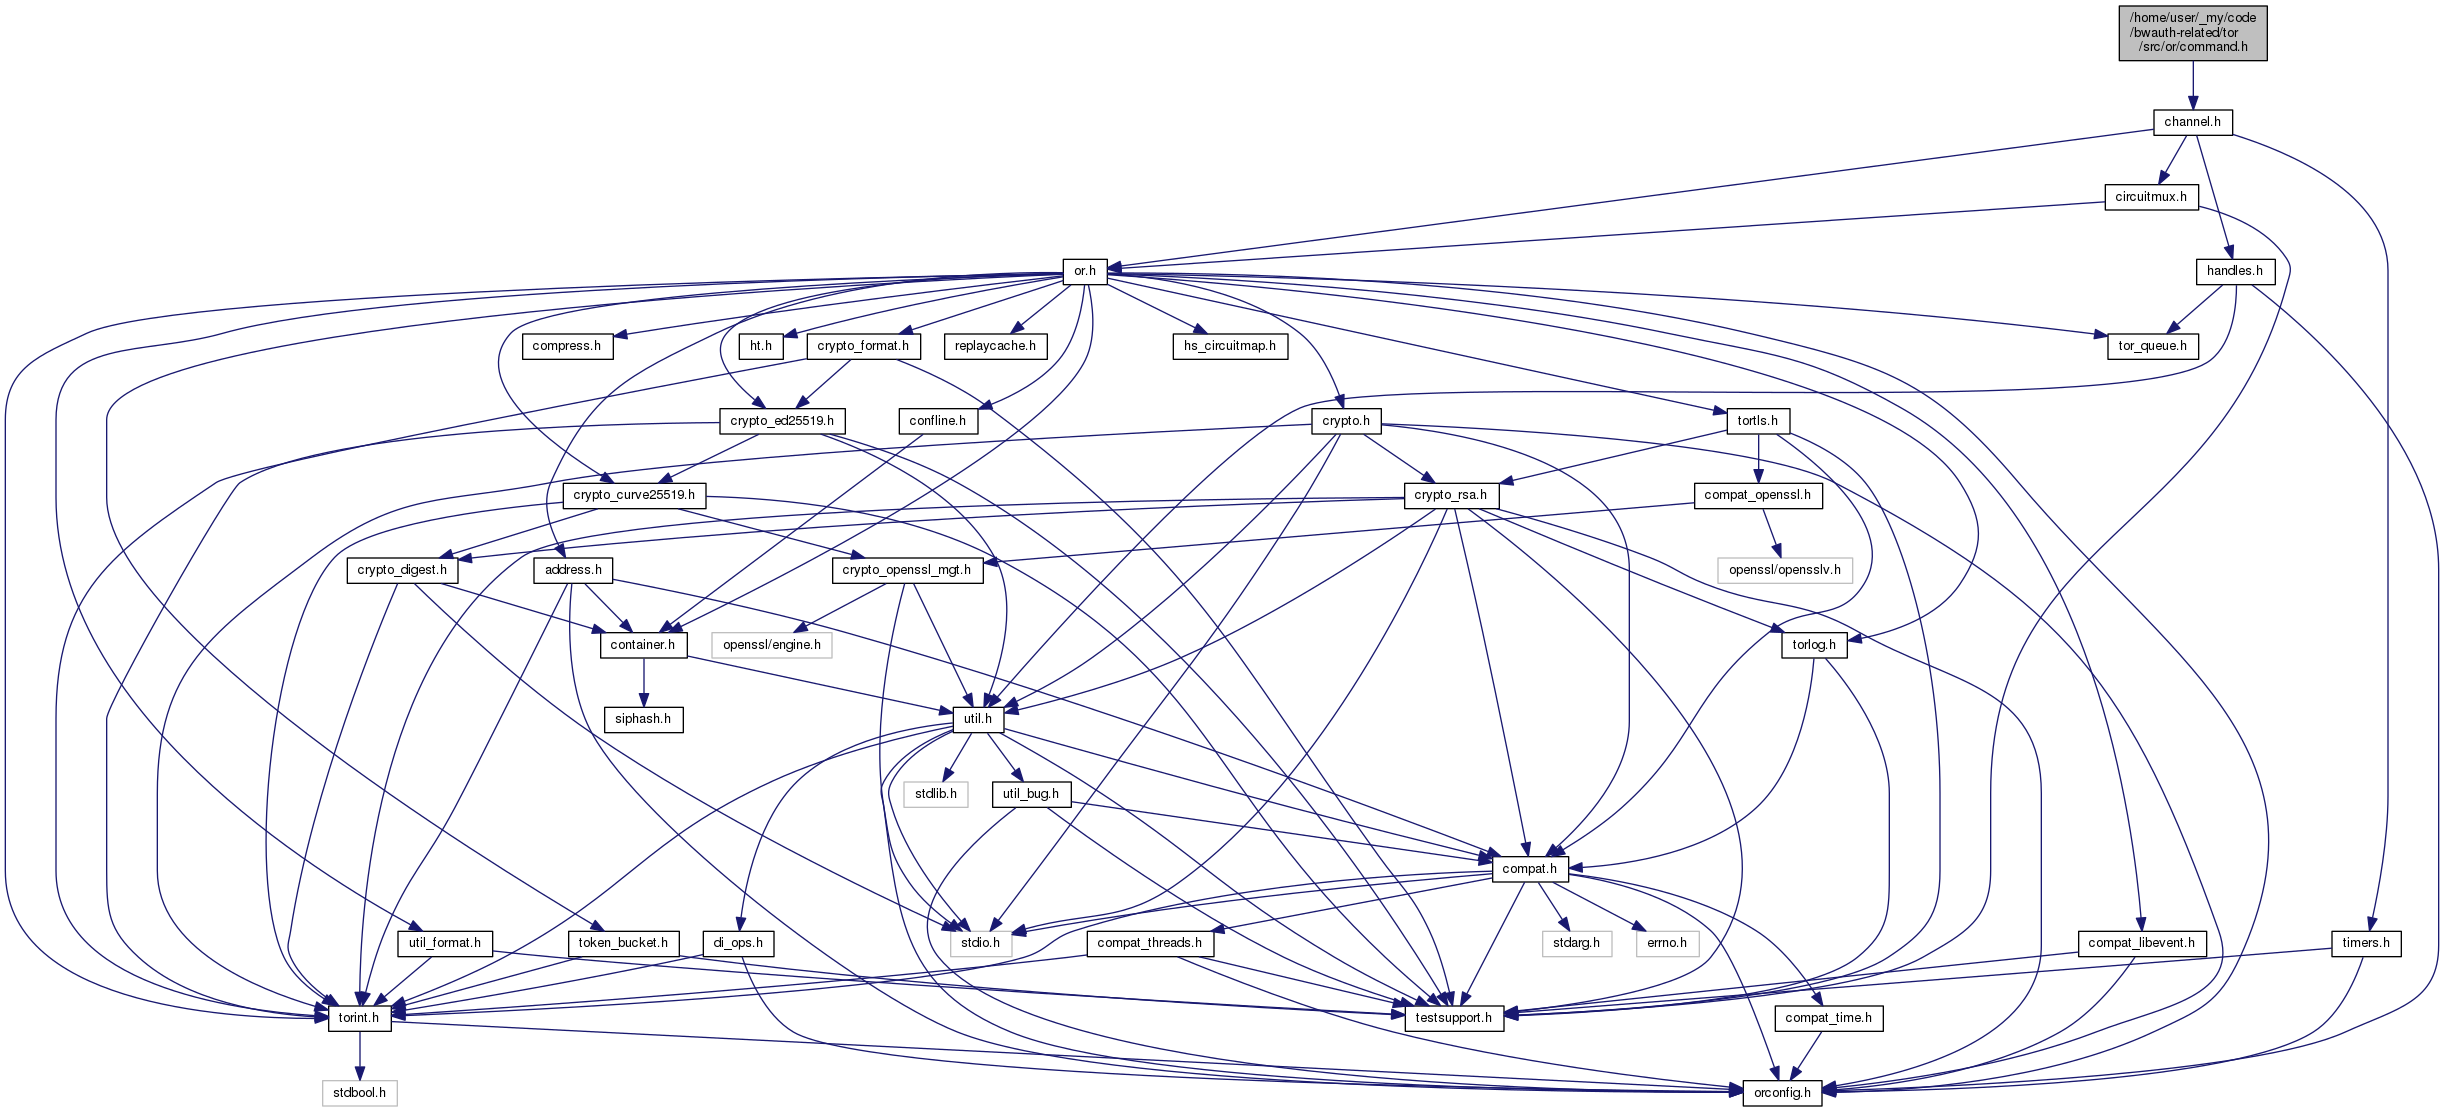 /home/user/_my/code
/bwauth-related/tor
/src/or/command.h
channel.h
circuitmux.h
or.h
handles.h
compress.h
ht.h
crypto_format.h
replaycache.h
hs_circuitmap.h
tor_queue.h
crypto_ed25519.h
confline.h
crypto.h
tortls.h
crypto_curve25519.h
crypto_rsa.h
compat_openssl.h
crypto_digest.h
address.h
crypto_openssl_mgt.h
openssl/opensslv.h
container.h
openssl/engine.h
torlog.h
siphash.h
util.h
stdlib.h
util_bug.h
compat.h
util_format.h
token_bucket.h
di_ops.h
stdio.h
compat_threads.h
stdarg.h
errno.h
compat_libevent.h
timers.h
torint.h
testsupport.h
compat_time.h
stdbool.h
orconfig.h